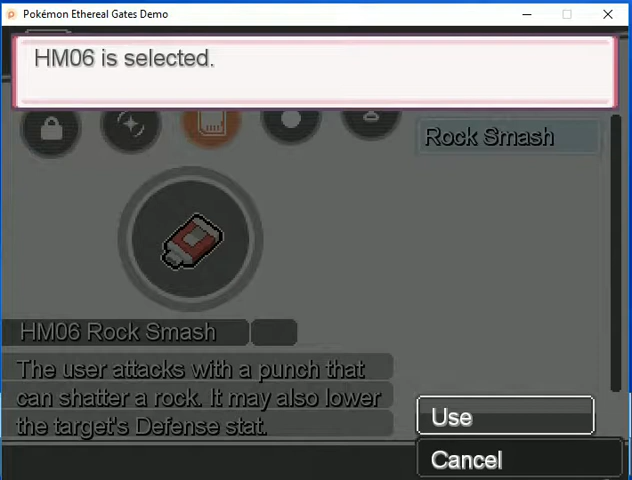 Pokémon Ethereal Gates Demo
HM06 is selected.
Rock Smash
HM06 Rock Smash
The user attacks with a punch that
can shatter a rock. It may also lower
the target's Defense stat.
Use
Cancel